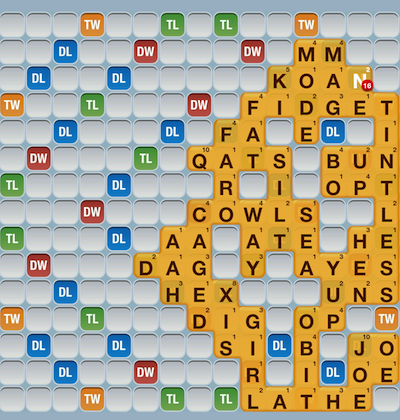 TW TL TL TW
DL DW DW M M
DL DL K O A N 16
TW TL DW F I D G E T
DL DL F A E DL I
DW TL Q A T S B U N
TL DL R I O P T
DW C O W L S L
TL DL A A A T E H E
DW D A G Y A Y E S
DL H E X U N S
TW TL D I G O P TW
DL DL S DL B J O
DL DW R I DL O E
TW TL TL L A T H E